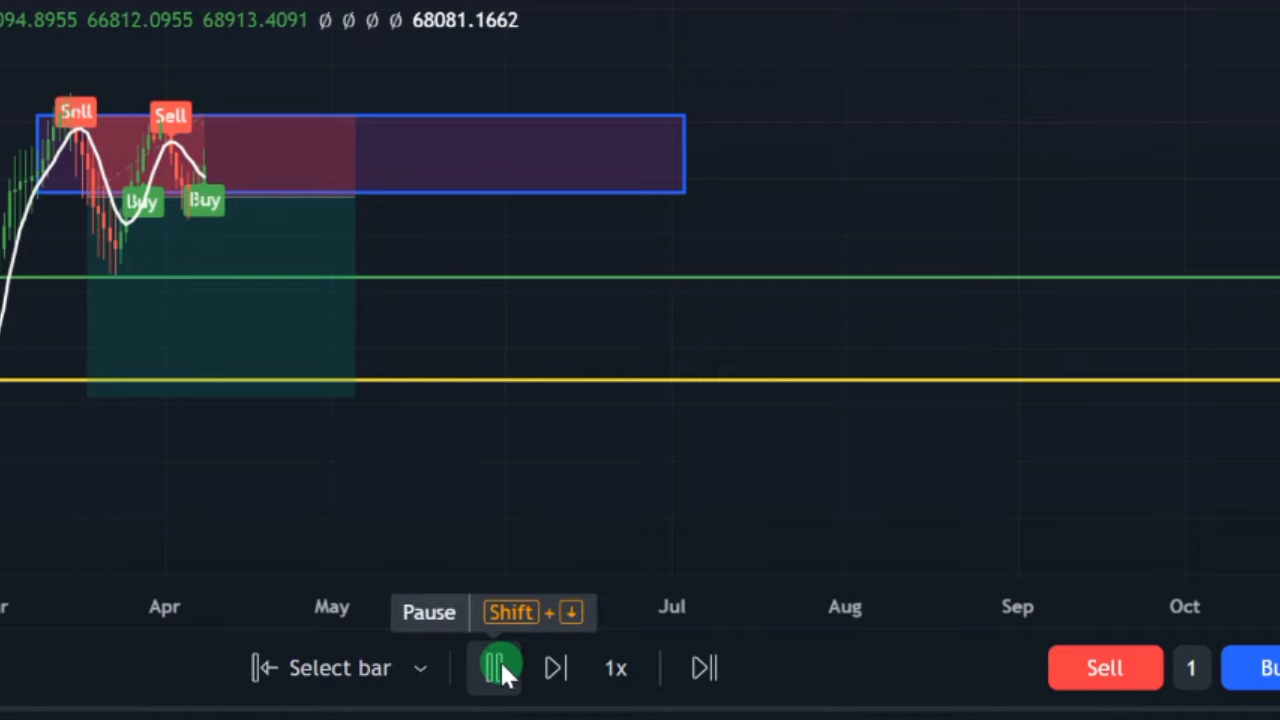 094.8955 66812.0955 68913.4091 Ø Ø Ø Ø 68081.1662
Sell Sell
Buy Buy
Apr May Jul Aug Sep Oct
Pause Shift + ↓
Select bar 1x Sell 1